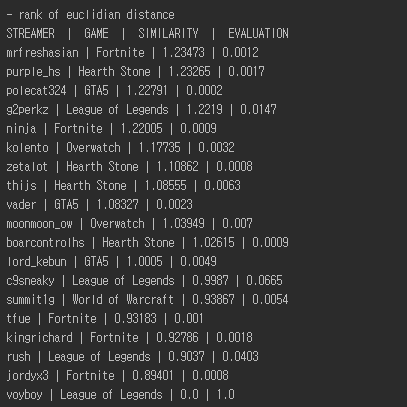 - rank of euclidian distance
STREAMER | GAME | SIMILARITY | EVALUATION
mrfreshasian | Fortnite | 1.23473 | 0.0012
purple_hs | Hearth Stone | 1.23265 | 0.0017
polecat324 | GTA5 | 1.22791 | 0.0002
g2perkz | League of Legends | 1.2219 | 0.0147
ninja | Fortnite | 1.22005 | 0.0009
kolento | Overwatch | 1.17735 | 0.0032
zetalot | Hearth Stone | 1.10862 | 0.0008
thijs | Hearth Stone | 1.08555 | 0.0063
vader | GTA5 | 1.08327 | 0.0023
moonmoon_ow | Overwatch | 1.03949 | 0.007
boarcontrolhs | Hearth Stone | 1.02615 | 0.0009
lord_kebun | GTA5 | 1.0005 | 0.0049
c9sneaky | League of Legends | 0.9987 | 0.0665
summit1g | World of Warcraft | 0.93867 | 0.0054
tfue | Fortnite | 0.93183 | 0.001
kingrichard | Fortnite | 0.92786 | 0.0018
rush | League of Legends | 0.9037 | 0.0403
jordyx3 | Fortnite | 0.89401 | 0.0008
voyboy | League of Legends | 0.0 | 1.0